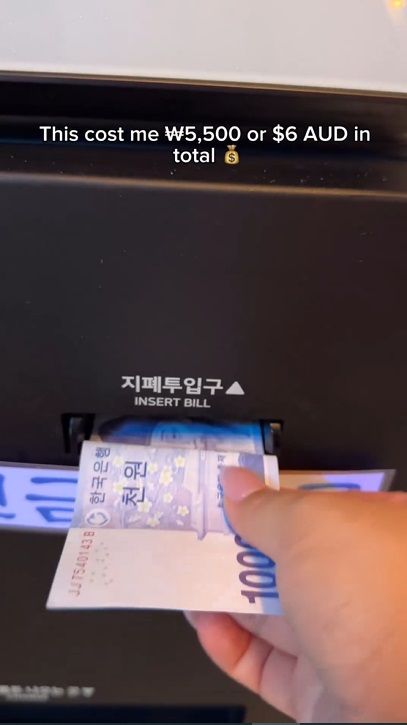 This cost me ₩5,500 or $6 AUD in
total 💰
지폐투입구▲
INSERT BILL
한국은행
천 원
JJ7540143B
1000